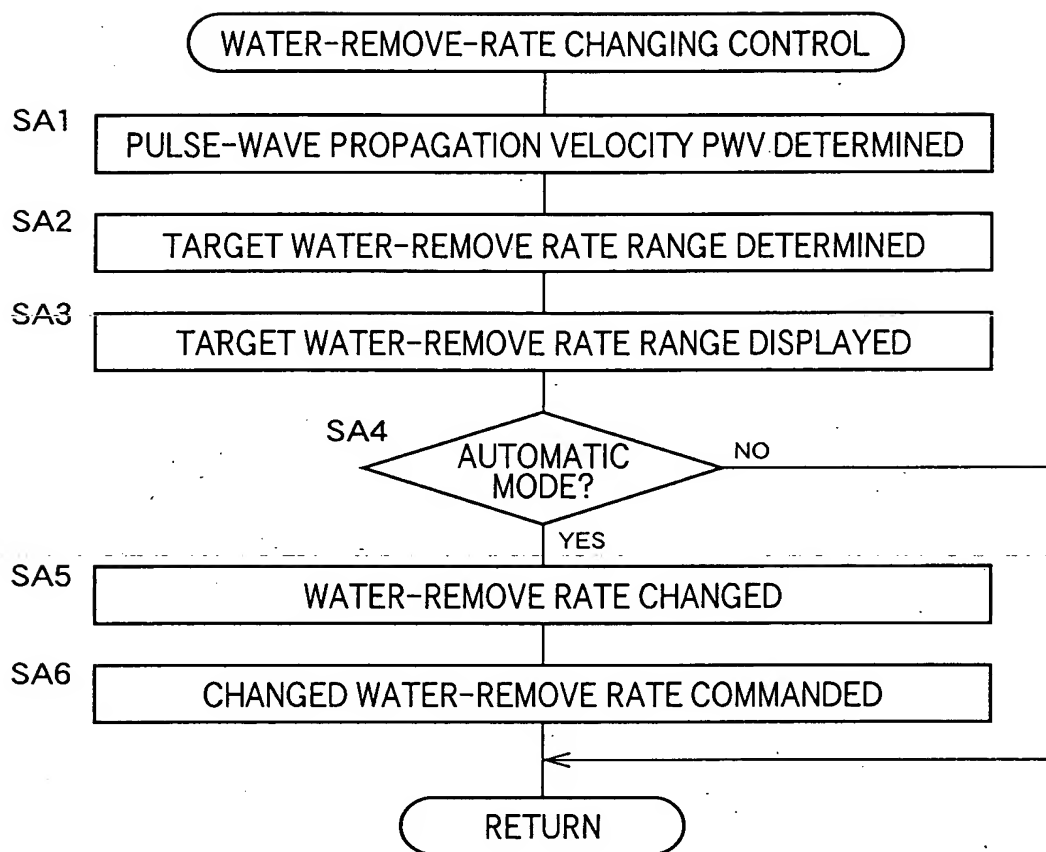 WATER-REMOVE-RATE CHANGING CONTROL
SA1
PULSE-WAVE PROPAGATION VELOCITY PWV DETERMINED
SA2
TARGET WATER-REMOVE RATE RANGE DETERMINED
SA3
TARGET WATER-REMOVE RATE RANGE DISPLAYED
SA4
AUTOMATIC
MODE?
NO
YES
SA5
WATER-REMOVE RATE CHANGED
SA6
CHANGED WATER-REMOVE RATE COMMANDED
RETURN